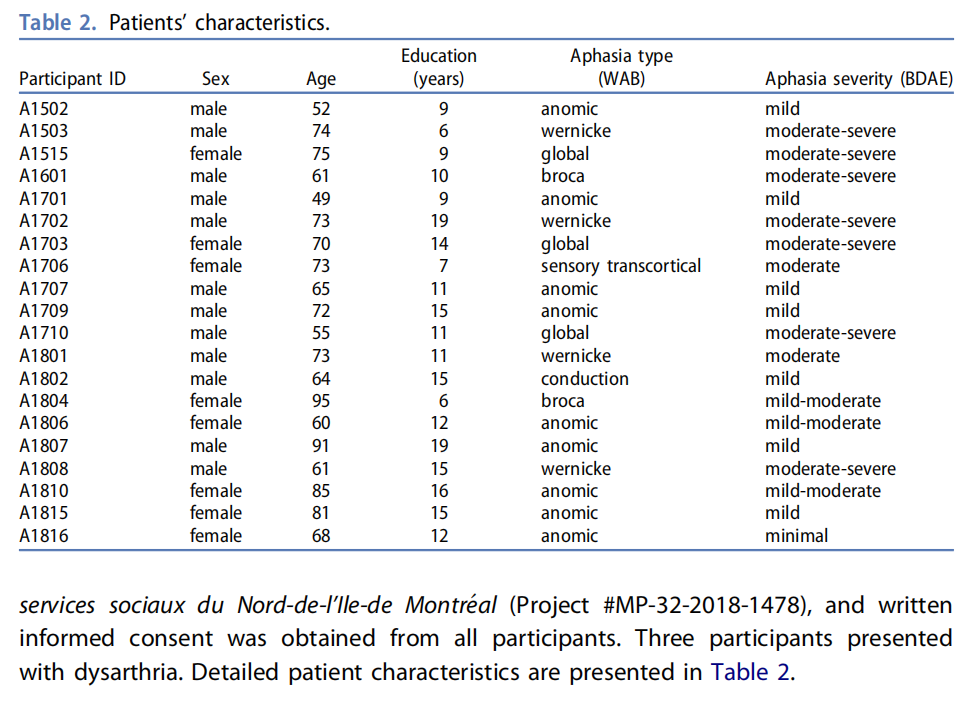 Table 2. Patients' characteristics.
Participant ID Sex Age Education (years) Aphasia type (WAB) Aphasia severity (BDAE)
A1502 male 52 9 anomic mild
A1503 male 74 6 wernicke moderate-severe
A1515 female 75 9 global moderate-severe
A1601 male 61 10 broca moderate-severe
A1701 male 49 9 anomic mild
A1702 male 73 19 wernicke moderate-severe
A1703 female 70 14 global moderate-severe
A1706 female 73 7 sensory transcortical moderate
A1707 male 65 11 anomic mild
A1709 male 72 15 anomic mild
A1710 male 55 11 global moderate-severe
A1801 male 73 11 wernicke moderate
A1802 male 64 15 conduction mild
A1804 female 95 6 broca mild-moderate
A1806 female 60 12 anomic mild-moderate
A1807 male 91 19 anomic mild
A1808 male 61 15 wernicke moderate-severe
A1810 female 85 16 anomic mild-moderate
A1815 female 81 15 anomic mild
A1816 female 68 12 anomic minimal
services sociaux du Nord-de-l'Ile-de Montréal (Project #MP-32-2018-1478), and written
informed consent was obtained from all participants. Three participants presented
with dysarthria. Detailed patient characteristics are presented in Table 2.